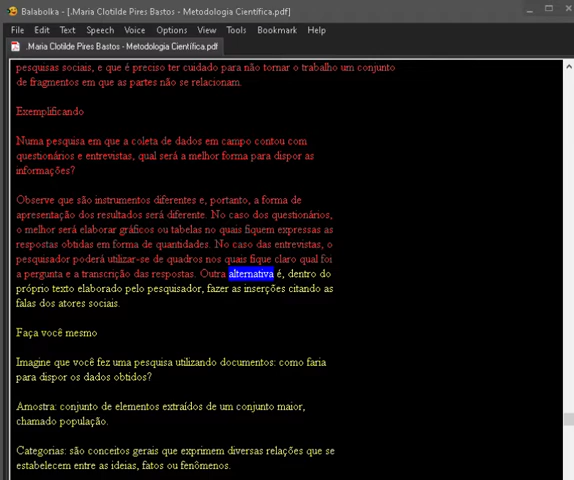 Balabolka - [.Maria Clotilde Pires Bastos - Metodologia Científica.pdf]
File Edit Text Speech Voice Options View Tools Bookmark Help
.Maria Clotilde Pires Bastos - Metodologia Científica.pdf
pesquisas sociais, e que é preciso ter cuidado para não tornar o trabalho um conjunto
de fragmentos em que as partes não se relacionam.
Exemplificando
Numa pesquisa em que a coleta de dados em campo contou com
questionários e entrevistas, qual será a melhor forma para dispor as
informações?
Observe que são instrumentos diferentes e, portanto, a forma de
apresentação dos resultados será diferente. No caso dos questionários,
o melhor será elaborar gráficos ou tabelas no quais fiquem expressas as
respostas obtidas em forma de quantidades. No caso das entrevistas, o
pesquisador poderá utilizar-se de quadros nos quais fique claro qual foi
a pergunta e a transcrição das respostas. Outra alternativa é, dentro do
próprio texto elaborado pelo pesquisador, fazer as inserções citando as
falas dos atores sociais.
Faça você mesmo
Imagine que você fez uma pesquisa utilizando documentos: como faria
para dispor os dados obtidos?
Amostra: conjunto de elementos extraídos de um conjunto maior,
chamado população.
Categorias: são conceitos gerais que exprimem diversas relações que se
estabelecem entre as ideias, fatos ou fenômenos.